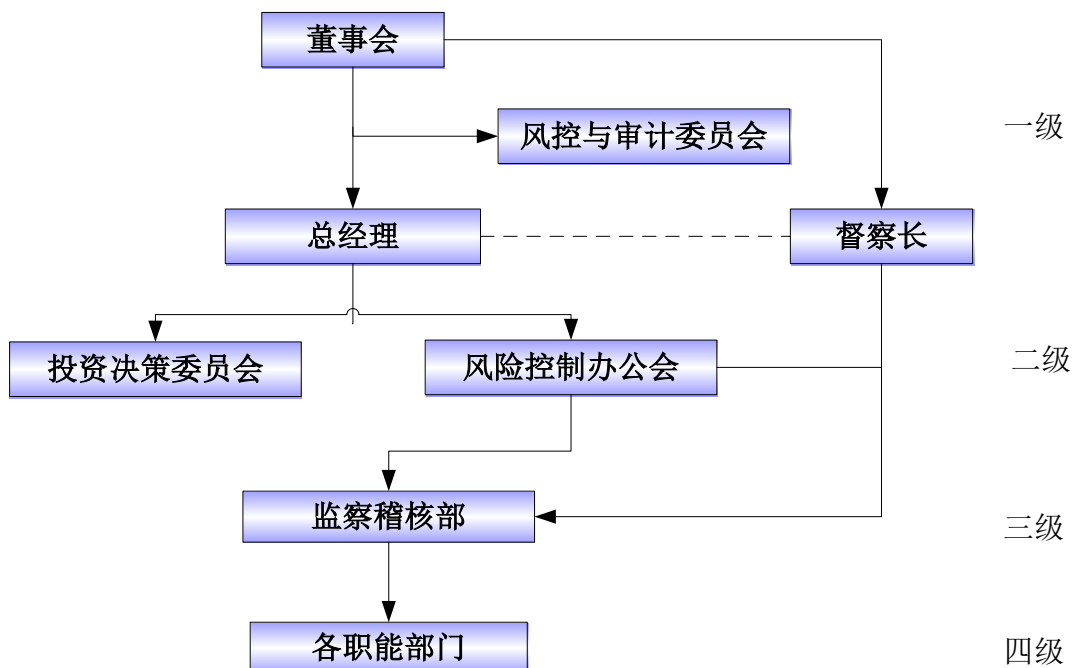 董事会
风控与审计委员会
一级
总经理
督察长
投资决策委员会
风险控制办公会
二级
监察稽核部
三级
各职能部门
四级